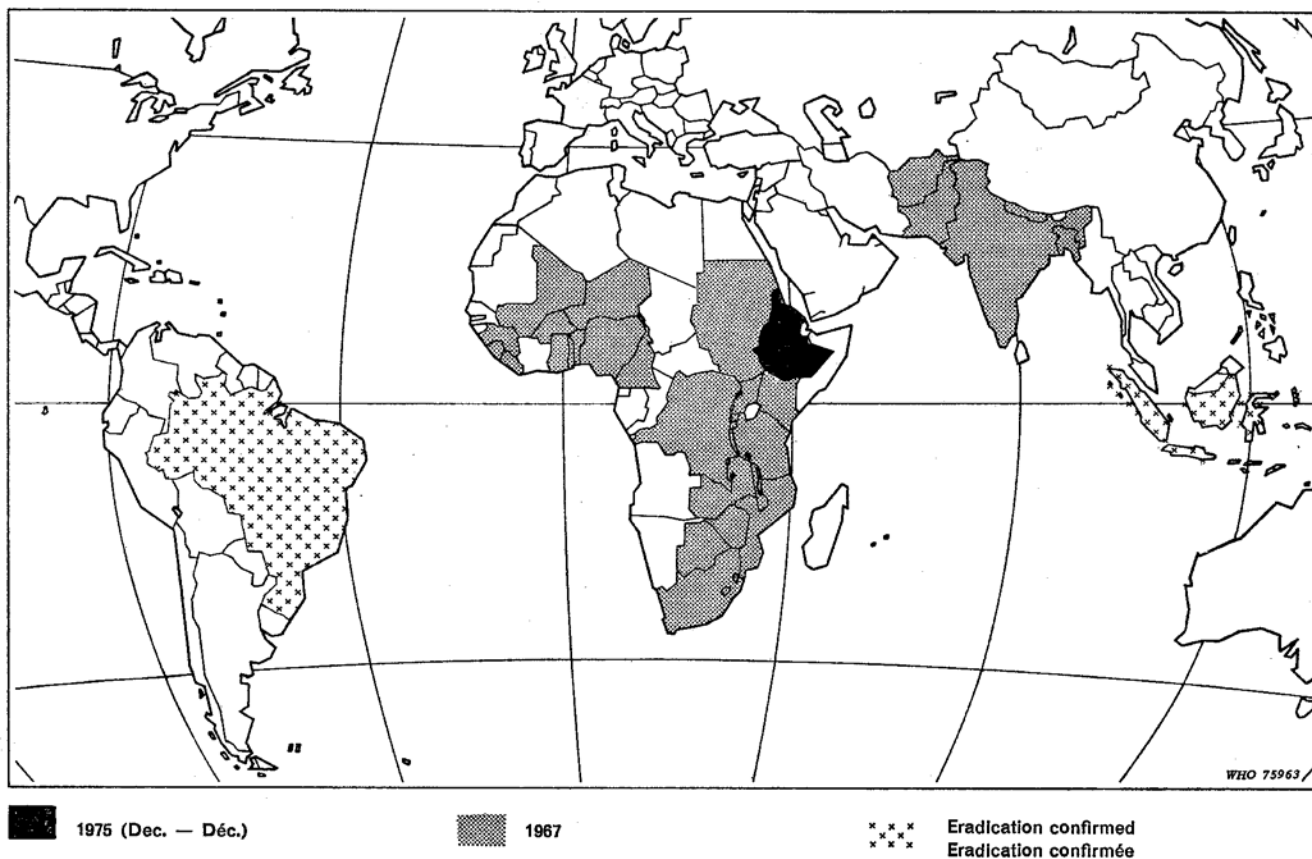 WHO 75963
1975 (Dec. — Déc.)
1967
Eradication confirmed
Eradication confirmée